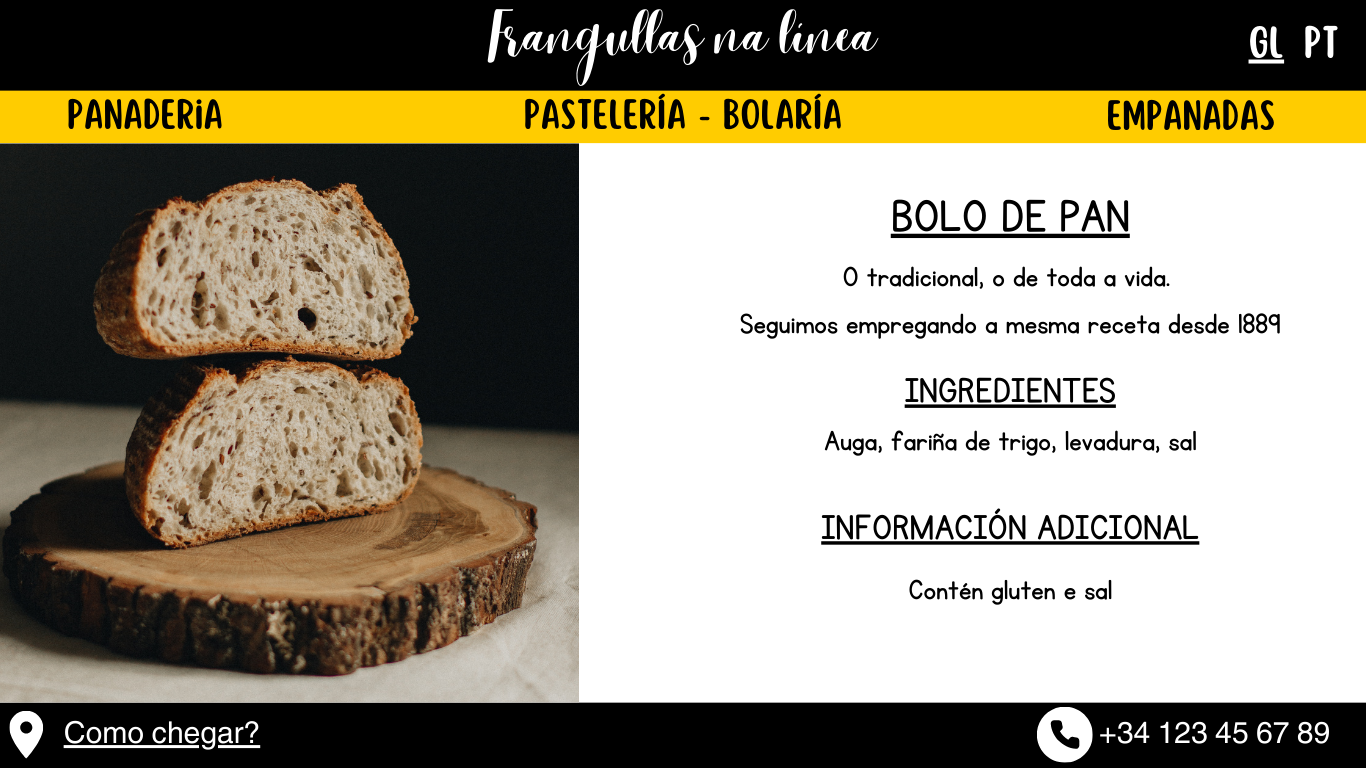 Frangullas na línea
GL PT
PANADERíA
PASTELERÍA - BOLARÍA
EMPANADAS
BOLO DE PAN
O tradicional, o de toda a vida.
Seguimos empregando a mesma receta desde 1889
INGREDIENTES
Auga, fariña de trigo, levadura, sal
INFORMACIÓN ADICIONAL
Contén gluten e sal
Como chegar?
+34 123 45 67 89